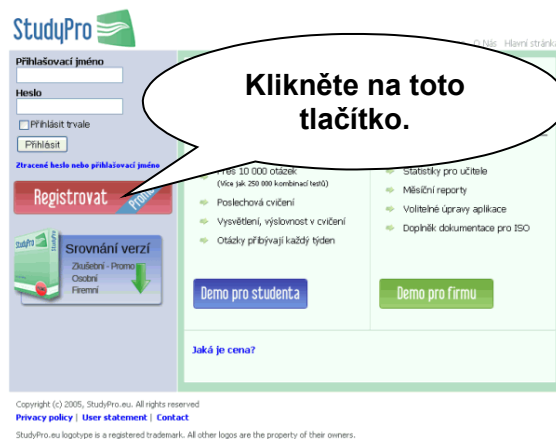 StudyPro
O Nás Hlavní stránka
Přihlašovací jméno
Heslo
Přihlásit trvale
Přihlásit
Ztracené heslo nebo přihlašovací jméno
Klikněte na toto
tlačítko.
Registrovat
Srovnání verzí
Zkušební - Promo
Osobní
Firemní
Přes 10 000 otázek
(Více jak 250 000 kombinací testů)
Poslechová cvičení
Vysvětlení, výslovnost v cvičení
Otázky přibývají každý týden
Statistiky pro učitele
Měsíční reporty
Volitelné úpravy aplikace
Doplněk dokumentace pro ISO
Demo pro studenta
Demo pro firmu
Jaká je cena?
Copyright (c) 2005, StudyPro.eu. All rights reserved
Privacy policy | User statement | Contact
StudyPro.eu logotype is a registered trademark. All other logos are the property of their owners.